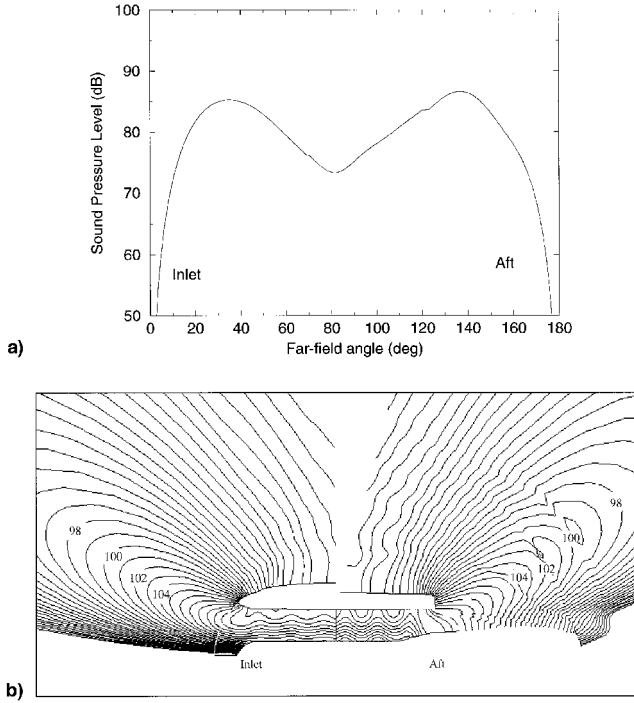 100
90
80
70
60
50
Sound Pressure Level (dB)
Inlet
Aft
0 20 40 60 80 100 120 140 160 180
Far-field angle (deg)
a)
98
100
102
104
98
100
102
104
Inlet
Aft
b)